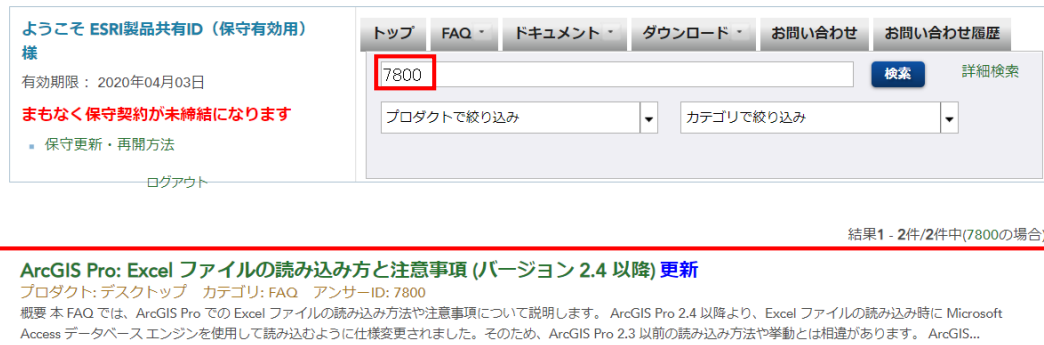 ようこそ ESRI製品共有ID（保守有効用）
様
有効期限： 2020年04月03日
まもなく保守契約が未締結になります
保守更新・再開方法
ログアウト
トップ FAQ ドキュメント ダウンロード お問い合わせ お問い合わせ履歴
7800 検索 詳細検索
プロダクトで絞り込み カテゴリで絞り込み
結果1 - 2件/2件中(7800の場合)
ArcGIS Pro: Excel ファイルの読み込み方と注意事項 (バージョン 2.4 以降) 更新
プロダクト: デスクトップ カテゴリ: FAQ アンサーID: 7800
概要 本 FAQ では、ArcGIS Pro での Excel ファイルの読み込み方法や注意事項について説明します。 ArcGIS Pro 2.4 以降より、Excel ファイルの読み込み時に Microsoft
Access データベース エンジンを使用して読み込むように仕様変更されました。そのため、ArcGIS Pro 2.3 以前の読み込み方法や挙動とは相違があります。 ArcGIS...